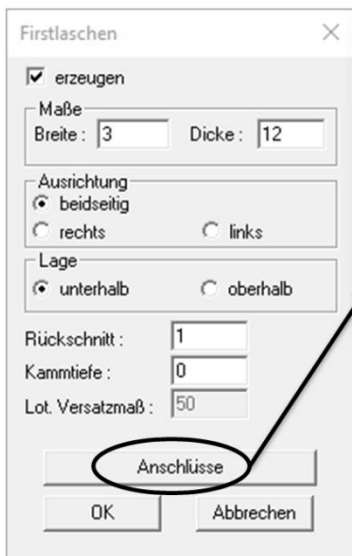 Firstlaschen
erzeugen
Maße
Breite : 3 Dicke : 12
Ausrichtung
beidseitig
rechts links
Lage
unterhalb oberhalb
Rückschnitt : 1
Kammtiefe : 0
Lot. Versatzmaß : 50
Anschlüsse
OK Abbrechen